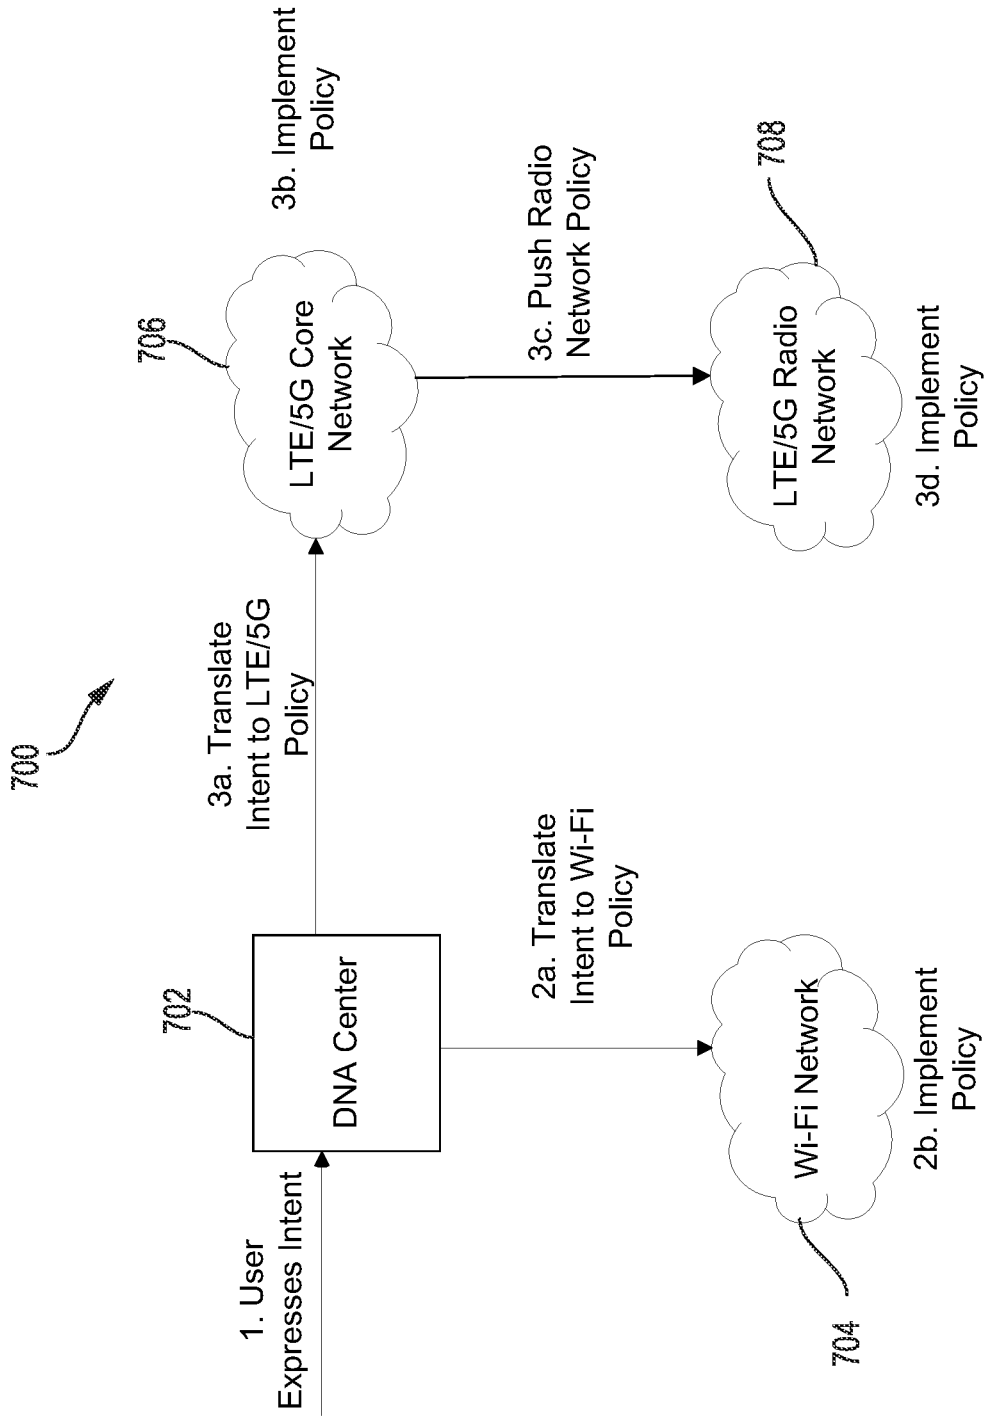 700
1. User
Expresses Intent
702
DNA Center
3a. Translate
Intent to LTE/5G
Policy
706
LTE/5G Core
Network
3b. Implement
Policy
2a. Translate
Intent to Wi-Fi
Policy
3c. Push Radio
Network Policy
704
Wi-Fi Network
2b. Implement
Policy
708
LTE/5G Radio
Network
3d. Implement
Policy